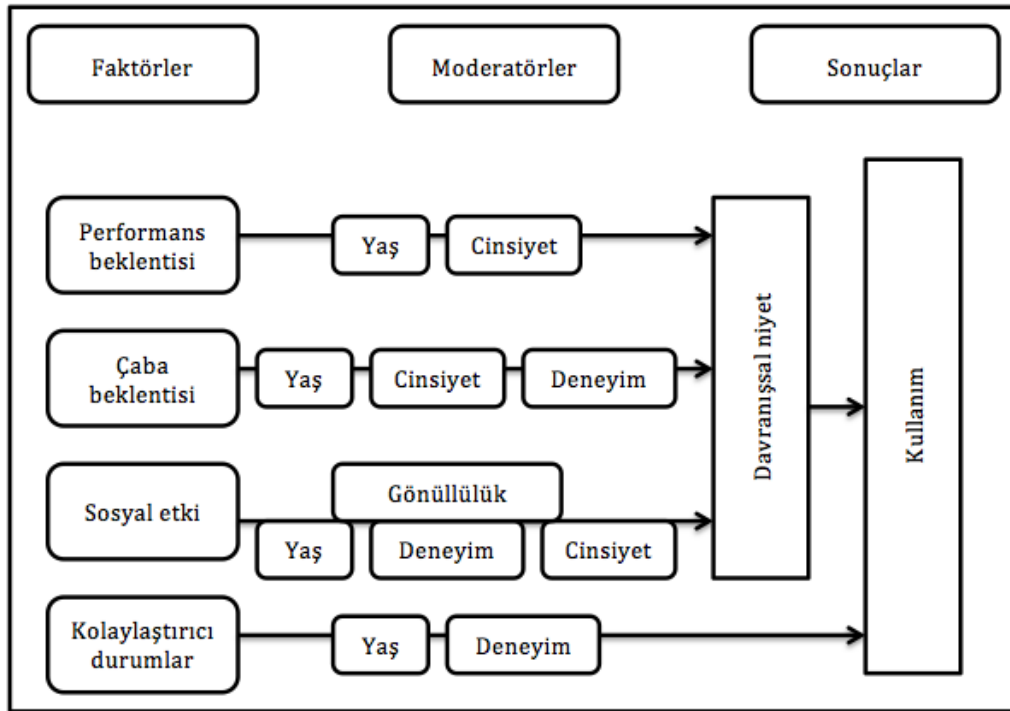 Faktörler
Moderatörler
Sonuçlar
Performans
beklentisi
Yaş
Cinsiyet
Çaba
beklentisi
Yaş
Cinsiyet
Deneyim
Sosyal etki
Gönüllülük
Yaş
Deneyim
Cinsiyet
Kolaylaştırıcı
durumlar
Yaş
Deneyim
Davranışsal niyet
Kullanım